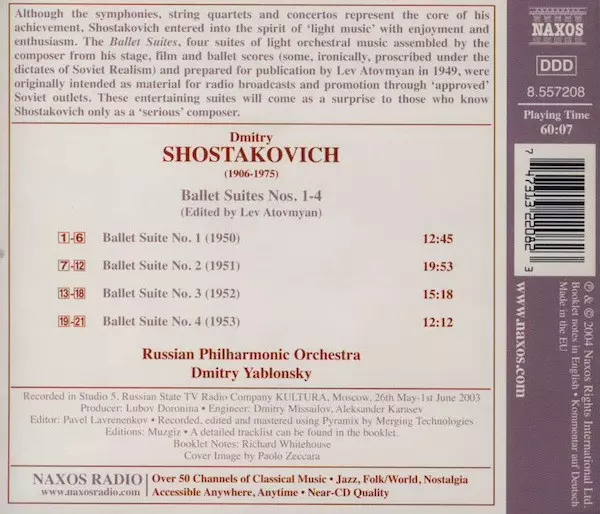 Although the symphonies, string quartets and concertos represent the core of his
achievement, Shostakovich entered into the spirit of 'light music' with enjoyment and
enthusiasm. The Ballet Suites, four suites of light orchestral music assembled by the
composer from his stage, film and ballet scores (some, ironically, proscribed under the
dictates of Soviet Realism) and prepared for publication by Lev Atovmyan in 1949, were
originally intended as material for radio broadcasts and promotion through 'approved'
Soviet outlets. These entertaining suites will come as a surprise to those who know
Shostakovich only as a 'serious' composer.
Dmitry
SHOSTAKOVICH
(1906-1975)
Ballet Suites Nos. 1-4
(Edited by Lev Atovmyan)
1-6 Ballet Suite No. 1 (1950) 12:45
7-12 Ballet Suite No. 2 (1951) 19:53
13-18 Ballet Suite No. 3 (1952) 15:18
19-21 Ballet Suite No. 4 (1953) 12:12
Russian Philharmonic Orchestra
Dmitry Yablonsky
Recorded in Studio 5, Russian State TV Radio Company KULTURA, Moscow, 26th May-1st June 2003
Producer: Lubov Doronina • Engineer: Dmitry Missailov, Aleksander Karasev
Editor: Pavel Lavrenenkov • Recorded, edited and mastered using Pyramix by Merging Technologies
Editions: Muzgiz • A detailed tracklist can be found in the booklet.
Booklet Notes: Richard Whitehouse
Cover Image by Paolo Zeccara
NAXOS RADIO
www.naxosradio.com
Over 50 Channels of Classical Music • Jazz, Folk/World, Nostalgia
Accessible Anywhere, Anytime • Near-CD Quality
NAXOS
DDD
8.557208
Playing Time
60:07
7 47313 22082 3
www.naxos.com
℗ & © 2004 Naxos Rights International Ltd.
Booklet notes in English • Kommentar auf Deutsch
Made in the EU